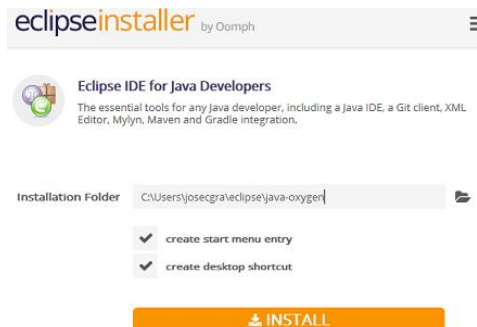 eclipseinstaller by Oomph
Eclipse IDE for Java Developers
The essential tools for any Java developer, including a Java IDE, a Git client, XML
Editor, Mylyn, Maven and Gradle integration.
Installation Folder C:\Users\josecgra\eclipse\java-oxygen
create start menu entry
create desktop shortcut
INSTALL